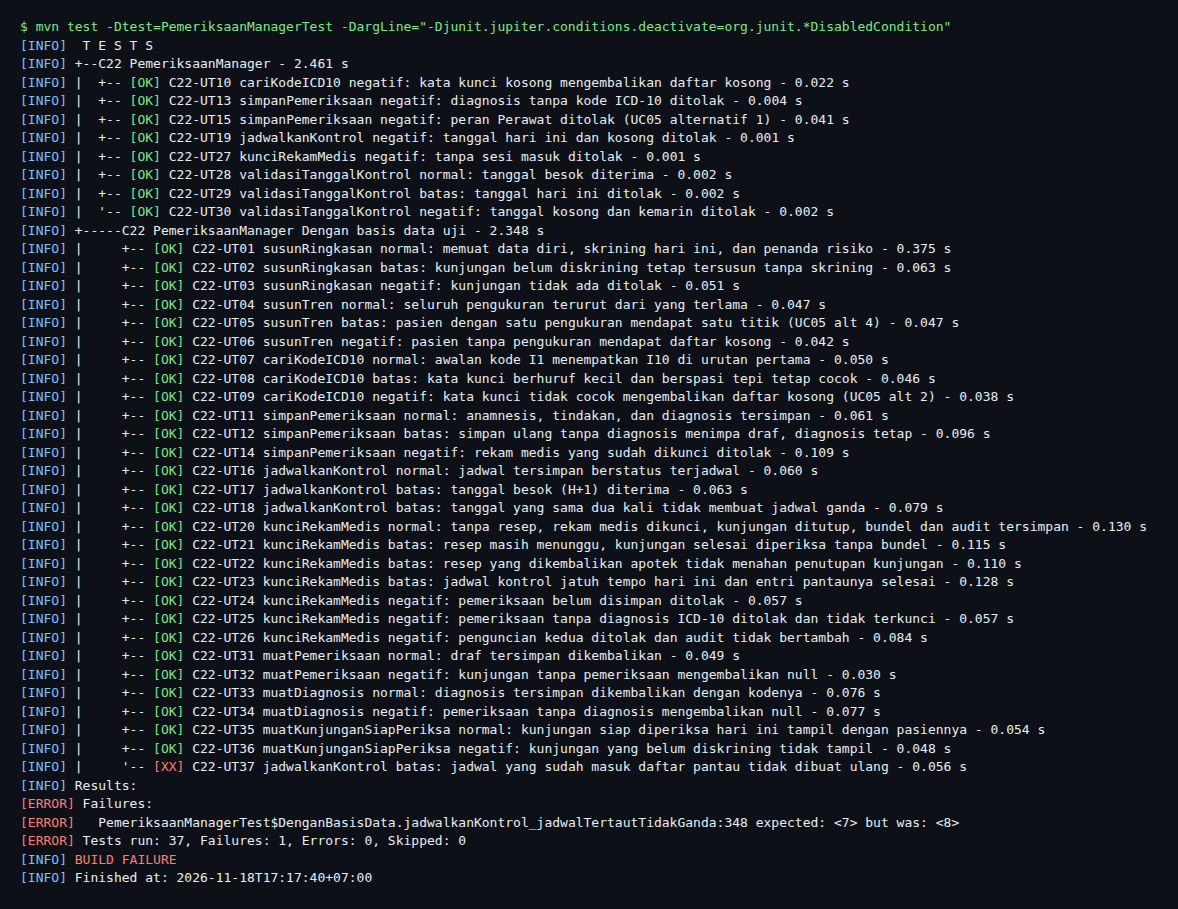 $ mvn test -Dtest=PemeriksaanManagerTest -DargLine="-Djunit.jupiter.conditions.deactivate=org.junit.*DisabledCondition"
[INFO]  T E S T S
[INFO] +--C22 PemeriksaanManager - 2.461 s
[INFO] |  +-- [OK] C22-UT10 cariKodeICD10 negatif: kata kunci kosong mengembalikan daftar kosong - 0.022 s
[INFO] |  +-- [OK] C22-UT13 simpanPemeriksaan negatif: diagnosis tanpa kode ICD-10 ditolak - 0.004 s
[INFO] |  +-- [OK] C22-UT15 simpanPemeriksaan negatif: peran Perawat ditolak (UC05 alternatif 1) - 0.041 s
[INFO] |  +-- [OK] C22-UT19 jadwalkanKontrol negatif: tanggal hari ini dan kosong ditolak - 0.001 s
[INFO] |  +-- [OK] C22-UT27 kunciRekamMedis negatif: tanpa sesi masuk ditolak - 0.001 s
[INFO] |  +-- [OK] C22-UT28 validasiTanggalKontrol normal: tanggal besok diterima - 0.002 s
[INFO] |  +-- [OK] C22-UT29 validasiTanggalKontrol batas: tanggal hari ini ditolak - 0.002 s
[INFO] |  '-- [OK] C22-UT30 validasiTanggalKontrol negatif: tanggal kosong dan kemarin ditolak - 0.002 s
[INFO] +-----C22 PemeriksaanManager Dengan basis data uji - 2.348 s
[INFO] |     +-- [OK] C22-UT01 susunRingkasan normal: memuat data diri, skrining hari ini, dan penanda risiko - 0.375 s
[INFO] |     +-- [OK] C22-UT02 susunRingkasan batas: kunjungan belum diskrining tetap tersusun tanpa skrining - 0.063 s
[INFO] |     +-- [OK] C22-UT03 susunRingkasan negatif: kunjungan tidak ada ditolak - 0.051 s
[INFO] |     +-- [OK] C22-UT04 susunTren normal: seluruh pengukuran terurut dari yang terlama - 0.047 s
[INFO] |     +-- [OK] C22-UT05 susunTren batas: pasien dengan satu pengukuran mendapat satu titik (UC05 alt 4) - 0.047 s
[INFO] |     +-- [OK] C22-UT06 susunTren negatif: pasien tanpa pengukuran mendapat daftar kosong - 0.042 s
[INFO] |     +-- [OK] C22-UT07 cariKodeICD10 normal: awalan kode I1 menempatkan I10 di urutan pertama - 0.050 s
[INFO] |     +-- [OK] C22-UT08 cariKodeICD10 batas: kata kunci berhuruf kecil dan berspasi tepi tetap cocok - 0.046 s
[INFO] |     +-- [OK] C22-UT09 cariKodeICD10 negatif: kata kunci tidak cocok mengembalikan daftar kosong (UC05 alt 2) - 0.038 s
[INFO] |     +-- [OK] C22-UT11 simpanPemeriksaan normal: anamnesis, tindakan, dan diagnosis tersimpan - 0.061 s
[INFO] |     +-- [OK] C22-UT12 simpanPemeriksaan batas: simpan ulang tanpa diagnosis menimpa draf, diagnosis tetap - 0.096 s
[INFO] |     +-- [OK] C22-UT14 simpanPemeriksaan negatif: rekam medis yang sudah dikunci ditolak - 0.109 s
[INFO] |     +-- [OK] C22-UT16 jadwalkanKontrol normal: jadwal tersimpan berstatus terjadwal - 0.060 s
[INFO] |     +-- [OK] C22-UT17 jadwalkanKontrol batas: tanggal besok (H+1) diterima - 0.063 s
[INFO] |     +-- [OK] C22-UT18 jadwalkanKontrol batas: tanggal yang sama dua kali tidak membuat jadwal ganda - 0.079 s
[INFO] |     +-- [OK] C22-UT20 kunciRekamMedis normal: tanpa resep, rekam medis dikunci, kunjungan ditutup, bundel dan audit tersimpan - 0.130 s
[INFO] |     +-- [OK] C22-UT21 kunciRekamMedis batas: resep masih menunggu, kunjungan selesai diperiksa tanpa bundel - 0.115 s
[INFO] |     +-- [OK] C22-UT22 kunciRekamMedis batas: resep yang dikembalikan apotek tidak menahan penutupan kunjungan - 0.110 s
[INFO] |     +-- [OK] C22-UT23 kunciRekamMedis batas: jadwal kontrol jatuh tempo hari ini dan entri pantaunya selesai - 0.128 s
[INFO] |     +-- [OK] C22-UT24 kunciRekamMedis negatif: pemeriksaan belum disimpan ditolak - 0.057 s
[INFO] |     +-- [OK] C22-UT25 kunciRekamMedis negatif: pemeriksaan tanpa diagnosis ICD-10 ditolak dan tidak terkunci - 0.057 s
[INFO] |     +-- [OK] C22-UT26 kunciRekamMedis negatif: penguncian kedua ditolak dan audit tidak bertambah - 0.084 s
[INFO] |     +-- [OK] C22-UT31 muatPemeriksaan normal: draf tersimpan dikembalikan - 0.049 s
[INFO] |     +-- [OK] C22-UT32 muatPemeriksaan negatif: kunjungan tanpa pemeriksaan mengembalikan null - 0.030 s
[INFO] |     +-- [OK] C22-UT33 muatDiagnosis normal: diagnosis tersimpan dikembalikan dengan kodenya - 0.076 s
[INFO] |     +-- [OK] C22-UT34 muatDiagnosis negatif: pemeriksaan tanpa diagnosis mengembalikan null - 0.077 s
[INFO] |     +-- [OK] C22-UT35 muatKunjunganSiapPeriksa normal: kunjungan siap diperiksa hari ini tampil dengan pasiennya - 0.054 s
[INFO] |     +-- [OK] C22-UT36 muatKunjunganSiapPeriksa negatif: kunjungan yang belum diskrining tidak tampil - 0.048 s
[INFO] |     '-- [XX] C22-UT37 jadwalkanKontrol batas: jadwal yang sudah masuk daftar pantau tidak dibuat ulang - 0.056 s
[INFO] Results:
[ERROR] Failures:
[ERROR]   PemeriksaanManagerTest$DenganBasisData.jadwalkanKontrol_jadwalTertautTidakGanda:348 expected: <7> but was: <8>
[ERROR] Tests run: 37, Failures: 1, Errors: 0, Skipped: 0
[INFO] BUILD FAILURE
[INFO] Finished at: 2026-11-18T17:17:40+07:00